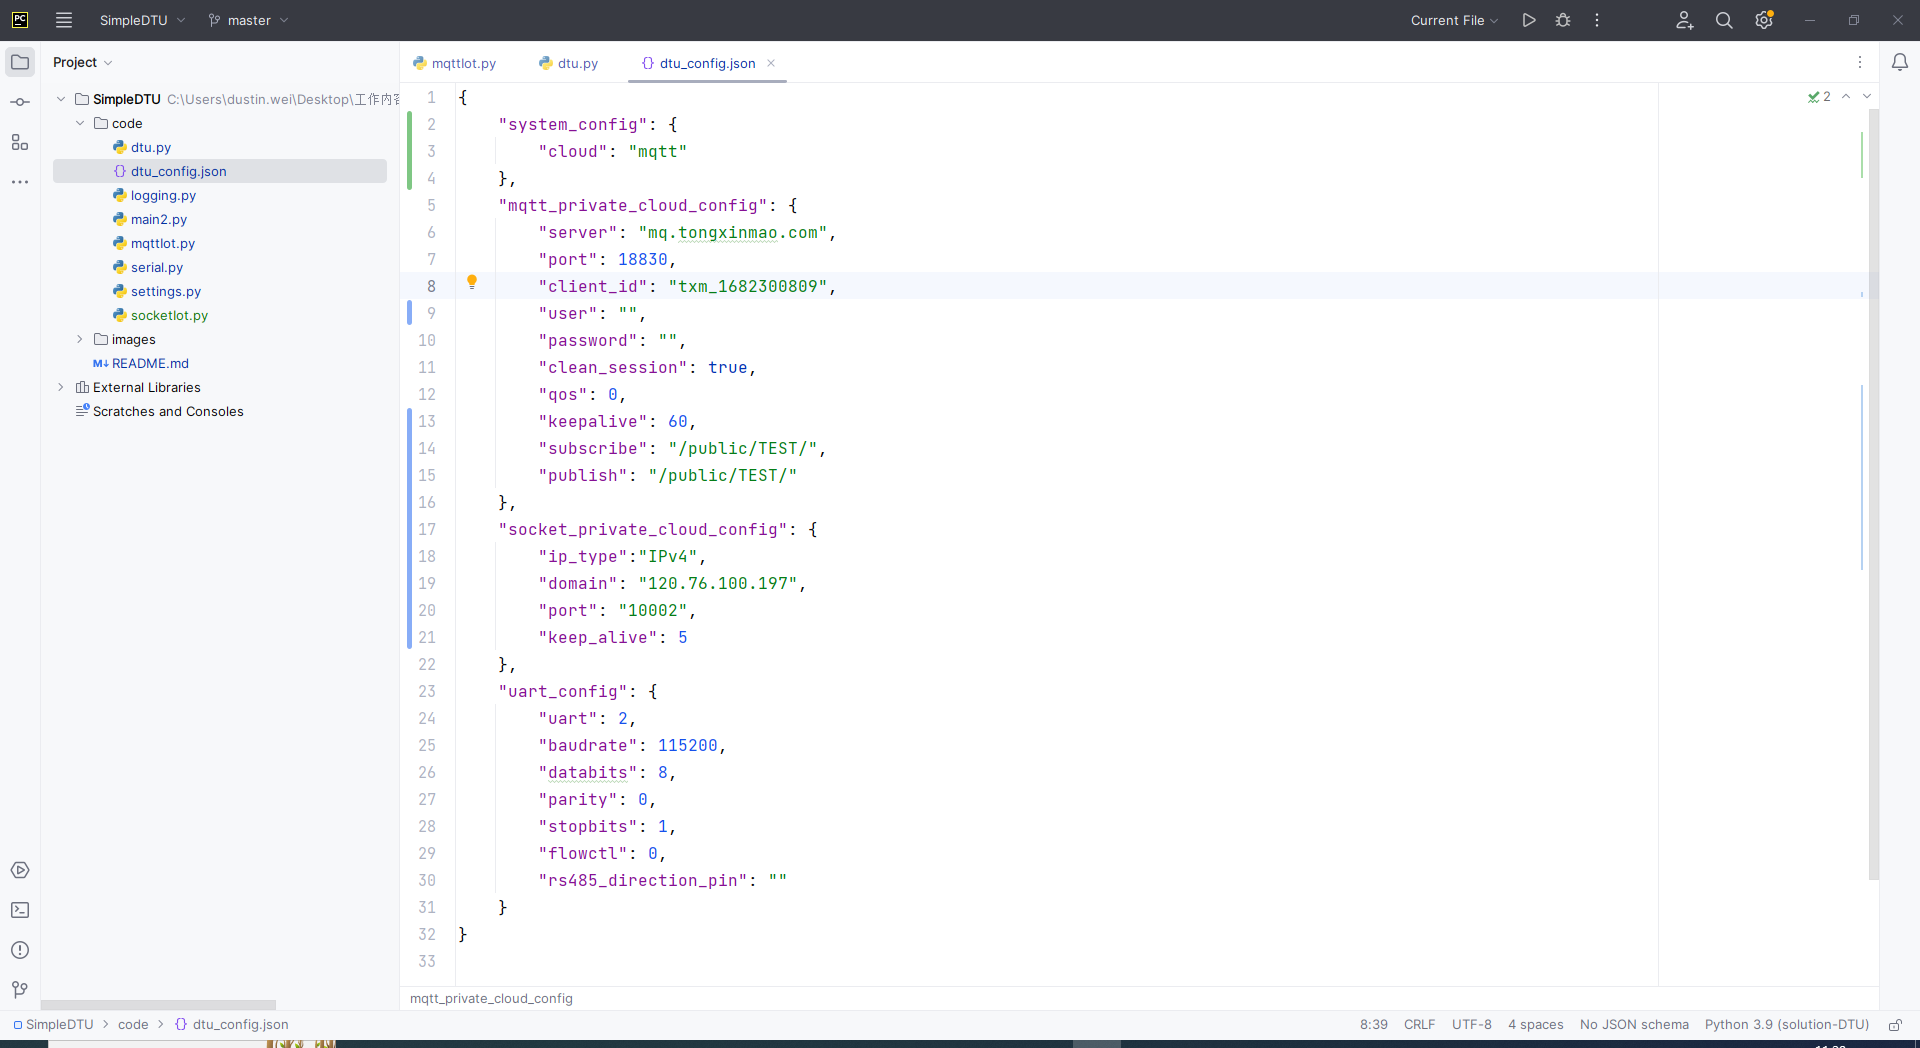 PC SimpleDTU master Current File
Project
mqttIot.py dtu.py dtu_config.json
SimpleDTU C:\Users\dustin.wei\Desktop\工作内容
code
dtu.py
dtu_config.json
logging.py
main2.py
mqttIot.py
serial.py
settings.py
socketIot.py
images
README.md
External Libraries
Scratches and Consoles
2
1 {
2 "system_config": {
3 "cloud": "mqtt"
4 },
5 "mqtt_private_cloud_config": {
6 "server": "mq.tongxinmao.com",
7 "port": 18830,
8 "client_id": "txm_1682300809",
9 "user": "",
10 "password": "",
11 "clean_session": true,
12 "qos": 0,
13 "keepalive": 60,
14 "subscribe": "/public/TEST/",
15 "publish": "/public/TEST/"
16 },
17 "socket_private_cloud_config": {
18 "ip_type":"IPv4",
19 "domain": "120.76.100.197",
20 "port": "10002",
21 "keep_alive": 5
22 },
23 "uart_config": {
24 "uart": 2,
25 "baudrate": 115200,
26 "databits": 8,
27 "parity": 0,
28 "stopbits": 1,
29 "flowctl": 0,
30 "rs485_direction_pin": ""
31 }
32 }
33
mqtt_private_cloud_config
SimpleDTU code dtu_config.json 8:39 CRLF UTF-8 4 spaces No JSON schema Python 3.9 (solution-DTU)